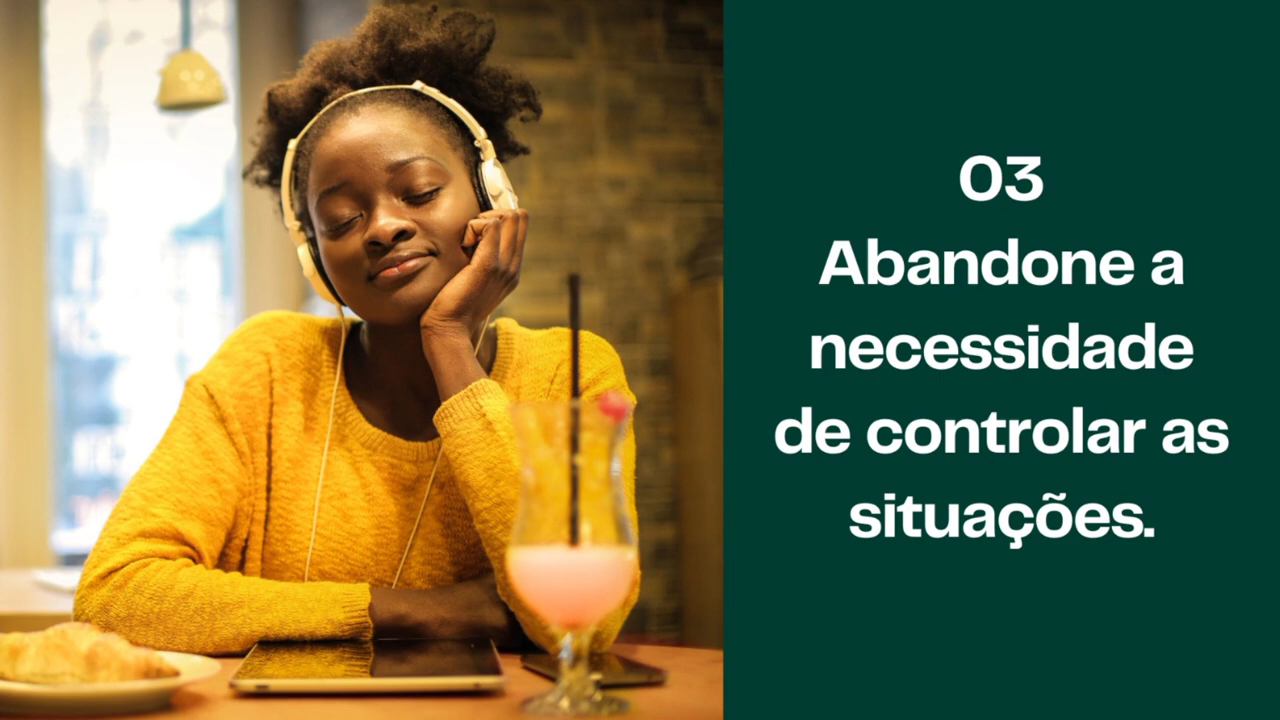 03
Abandone a
necessidade
de controlar as
situações.